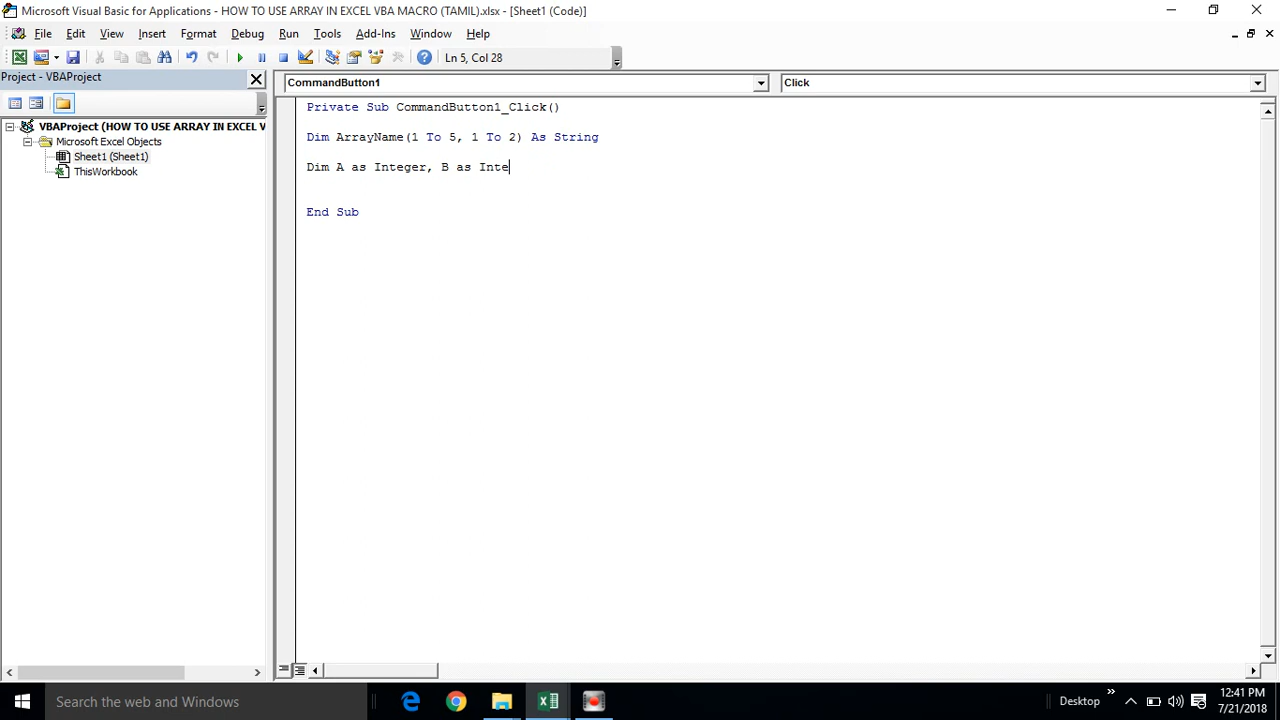 Microsoft Visual Basic for Applications - HOW TO USE ARRAY IN EXCEL VBA MACRO (TAMIL).xlsx - [Sheet1 (Code)]
File Edit View Insert Format Debug Run Tools Add-Ins Window Help
Ln 5, Col 28
Project - VBAProject
CommandButton1
Click
VBAProject (HOW TO USE ARRAY IN EXCEL V
Microsoft Excel Objects
Sheet1 (Sheet1)
ThisWorkbook
Private Sub CommandButton1_Click()
Dim ArrayName(1 To 5, 1 To 2) As String
Dim A as Integer, B as Inte
End Sub
Search the web and Windows
Desktop
12:41 PM
7/21/2018